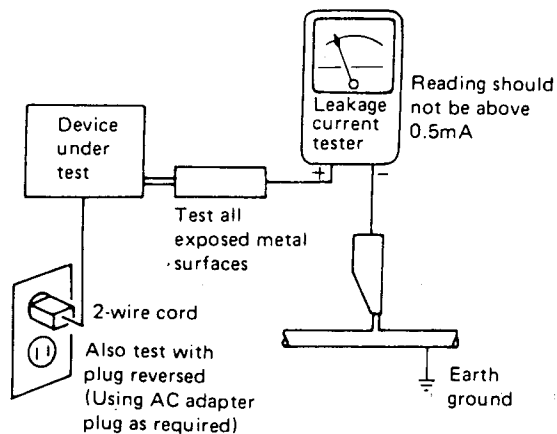 Leakage
current
tester
Reading should
not be above
0.5mA
Device
under
test
+
-
Test all
exposed metal
surfaces
2-wire cord
Also test with
plug reversed
(Using AC adapter
plug as required)
Earth
ground